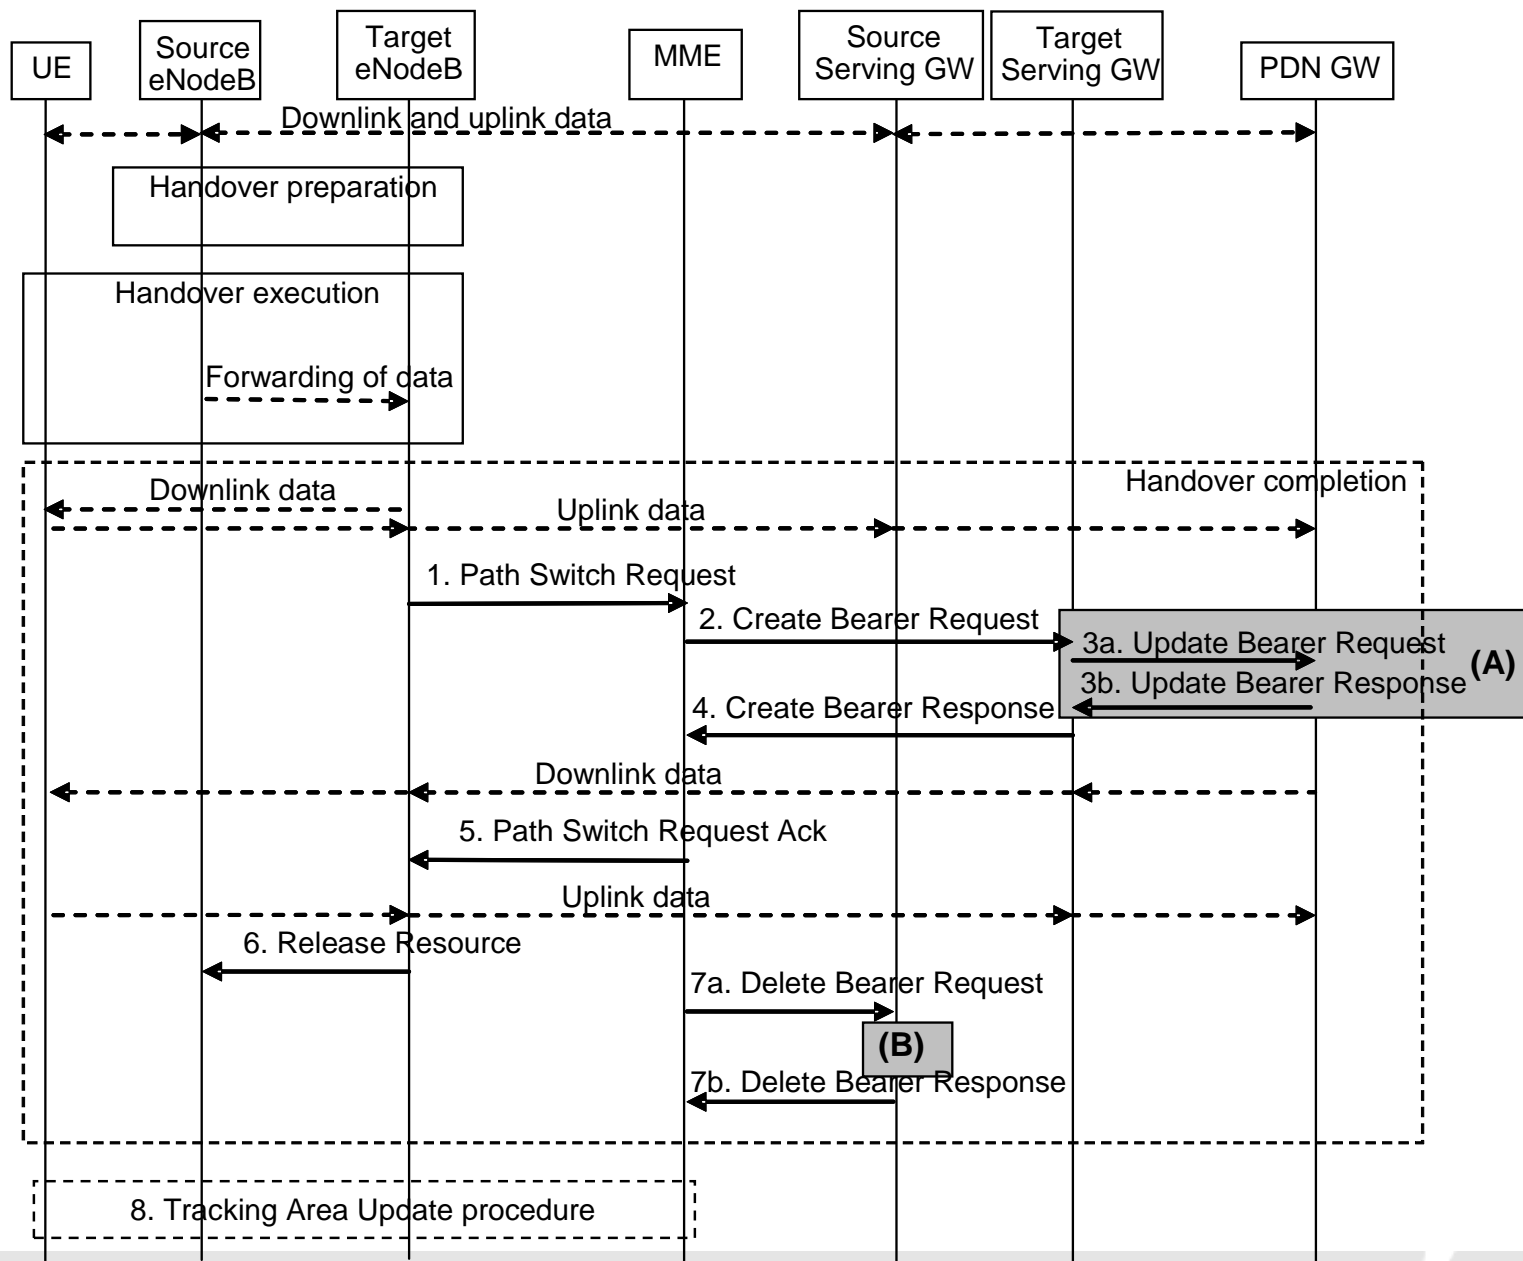 UE
Source
eNodeB
Target
eNodeB
MME
Source
Serving GW
Target
Serving GW
PDN GW
Downlink and uplink data
Handover preparation
Handover execution
Forwarding of data
Handover completion
Downlink data
Uplink data
1. Path Switch Request
2. Create Bearer Request
3a. Update Bearer Request
(A)
3b. Update Bearer Response
4. Create Bearer Response
Downlink data
5. Path Switch Request Ack
Uplink data
6. Release Resource
7a. Delete Bearer Request
(B)
7b. Delete Bearer Response
8. Tracking Area Update procedure